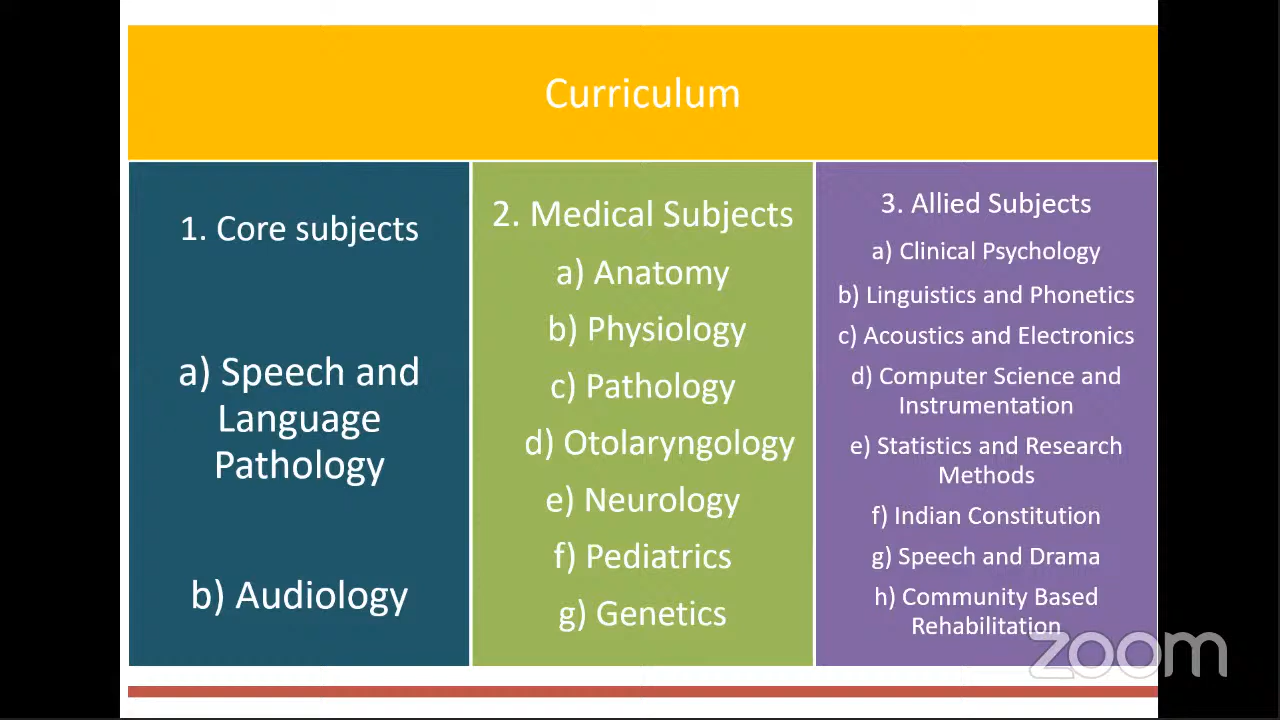 Curriculum
1. Core subjects
a) Speech and
Language
Pathology
b) Audiology
2. Medical Subjects
a) Anatomy
b) Physiology
c) Pathology
d) Otolaryngology
e) Neurology
f) Pediatrics
g) Genetics
3. Allied Subjects
a) Clinical Psychology
b) Linguistics and Phonetics
c) Acoustics and Electronics
d) Computer Science and
Instrumentation
e) Statistics and Research
Methods
f) Indian Constitution
g) Speech and Drama
h) Community Based
Rehabilitation
zoom